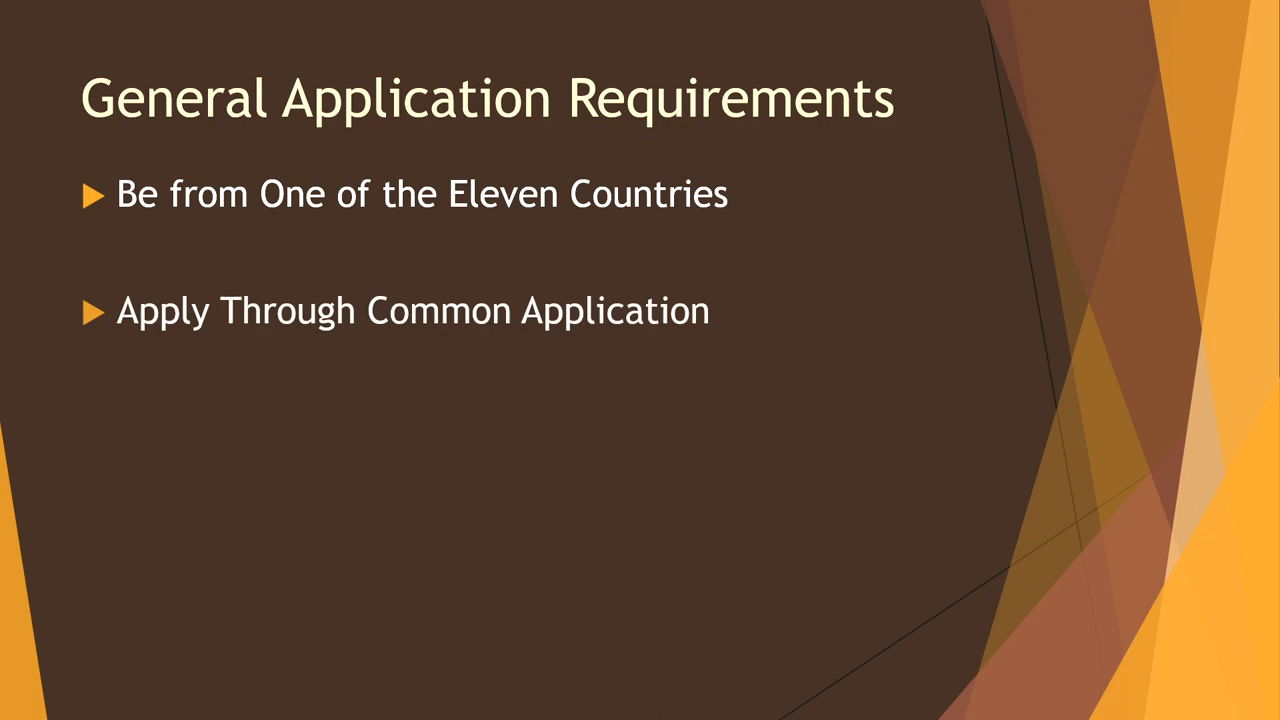 General Application Requirements
Be from One of the Eleven Countries
Apply Through Common Application